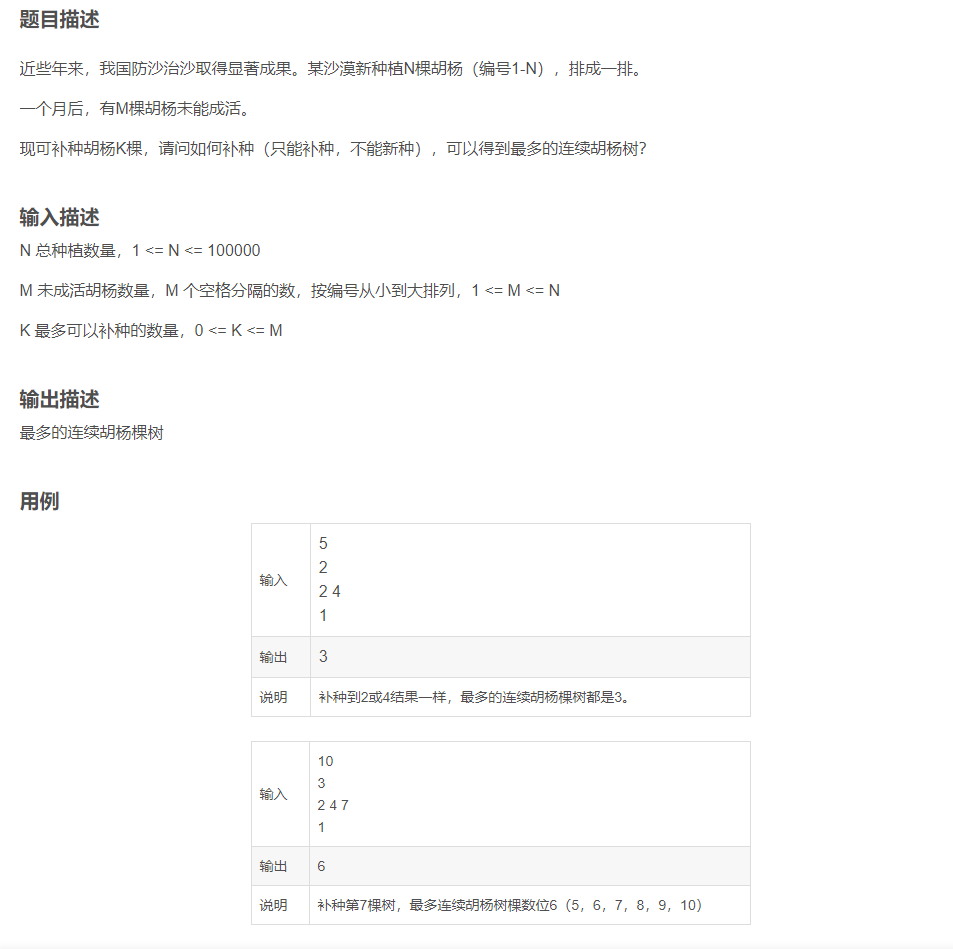 题目描述
近些年来，我国防沙治沙取得显著成果。某沙漠新种植N棵胡杨（编号1-N），排成一排。
一个月后，有M棵胡杨未能成活。
现可补种胡杨K棵，请问如何补种（只能补种，不能新种），可以得到最多的连续胡杨树？
输入描述
N 总种植数量，1 <= N <= 100000
M 未成活胡杨数量，M 个空格分隔的数，按编号从小到大排列，1 <= M <= N
K 最多可以补种的数量，0 <= K <= M
输出描述
最多的连续胡杨棵树
用例
输入
5
2
2 4
1
输出
3
说明
补种到2或4结果一样，最多的连续胡杨棵树都是3。
输入
10
3
2 4 7
1
输出
6
说明
补种第7棵树，最多连续胡杨树棵数位6（5，6，7，8，9，10）